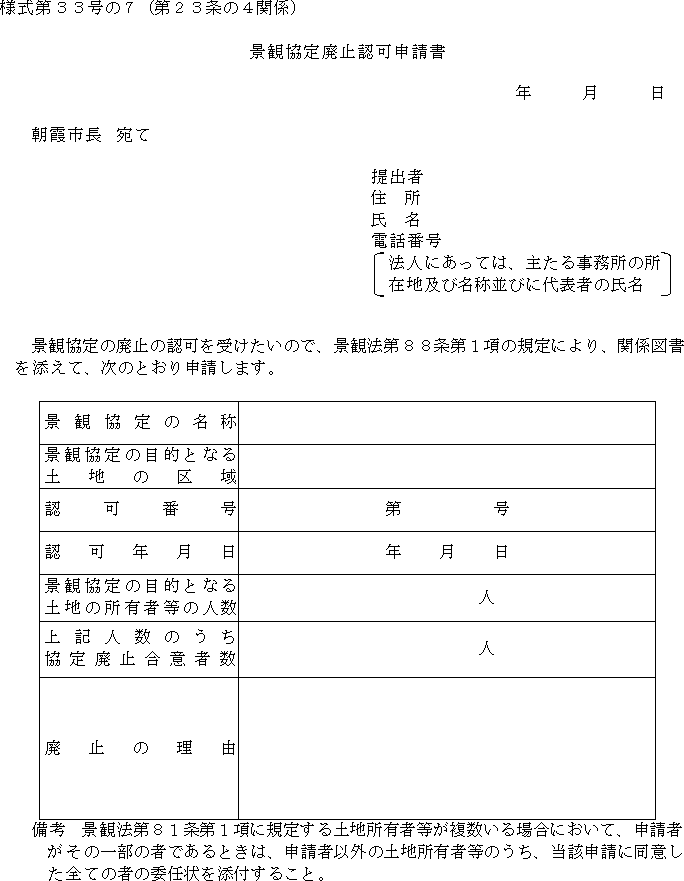 様式第３３号の７（第２３条の４関係）
景観協定廃止認可申請書
年　　月　　日
朝霞市長　宛て
提出者
住　所
氏　名
電話番号
法人にあっては、主たる事務所の所
在地及び名称並びに代表者の氏名
景観協定の廃止の認可を受けたいので、景観法第８８条第１項の規定により、関係図書
を添えて、次のとおり申請します。
景観協定の名称
景観協定の目的となる
土地の区域
認可番号　　第　　　　　号
認可年月日　　年　　月　　日
景観協定の目的となる
土地の所有者等の人数　　人
上記人数のうち
協定廃止合意者数　　人
廃止の理由
備考　景観法第８１条第１項に規定する土地所有者等が複数いる場合において、申請者
がその一部の者であるときは、申請者以外の土地所有者等のうち、当該申請に同意し
た全ての者の委任状を添付すること。